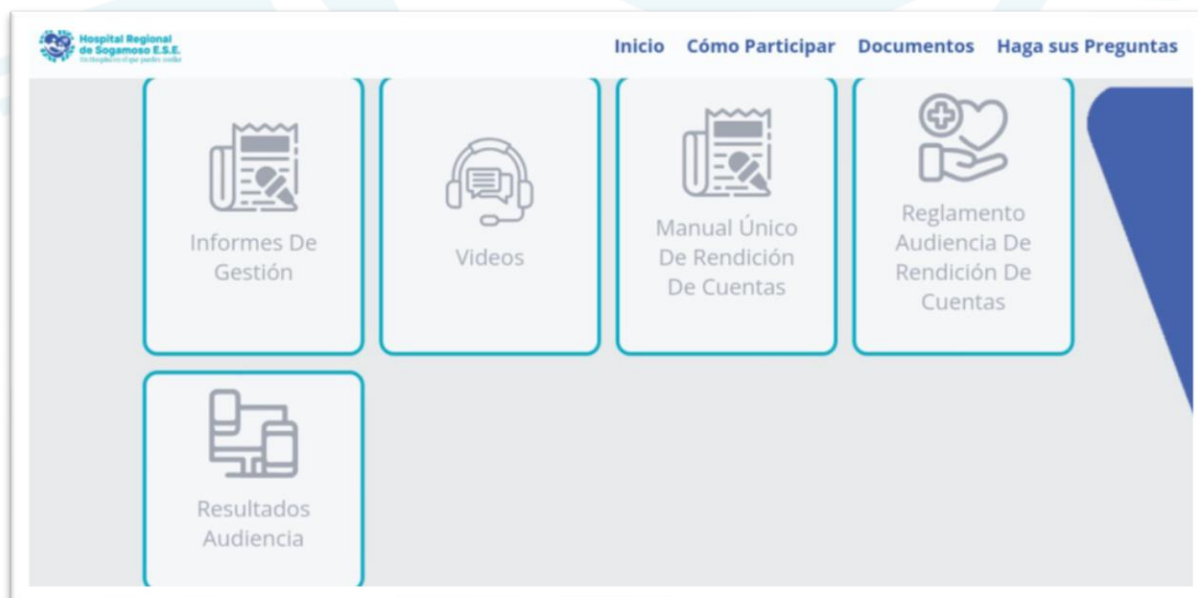 Hospital Regional
de Sogamoso E.S.E.
Inicio Cómo Participar Documentos Haga sus Preguntas
Informes De
Gestión
Videos
Manual Único
De Rendición
De Cuentas
Reglamento
Audiencia De
Rendición De
Cuentas
Resultados
Audiencia